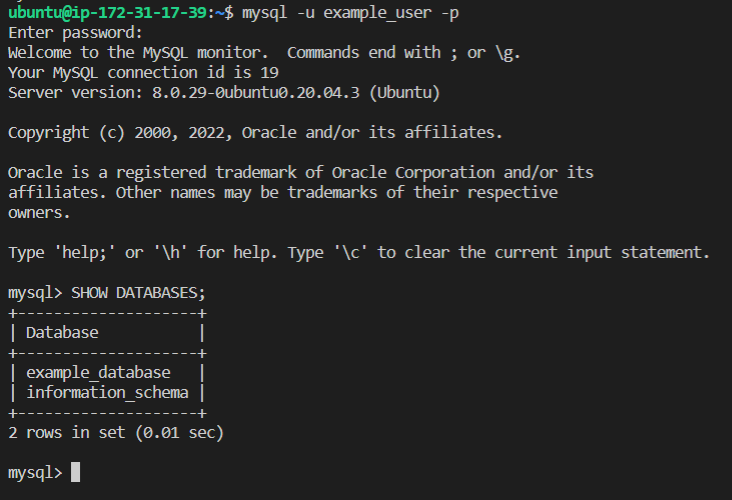 ubuntu@ip-172-31-17-39:~$ mysql -u example_user -p
Enter password:
Welcome to the MySQL monitor.  Commands end with ; or \g.
Your MySQL connection id is 19
Server version: 8.0.29-0ubuntu0.20.04.3 (Ubuntu)

Copyright (c) 2000, 2022, Oracle and/or its affiliates.

Oracle is a registered trademark of Oracle Corporation and/or its
affiliates. Other names may be trademarks of their respective
owners.

Type 'help;' or '\h' for help. Type '\c' to clear the current input statement.

mysql> SHOW DATABASES;
+--------------------+
| Database           |
+--------------------+
| example_database   |
| information_schema |
+--------------------+
2 rows in set (0.01 sec)

mysql>